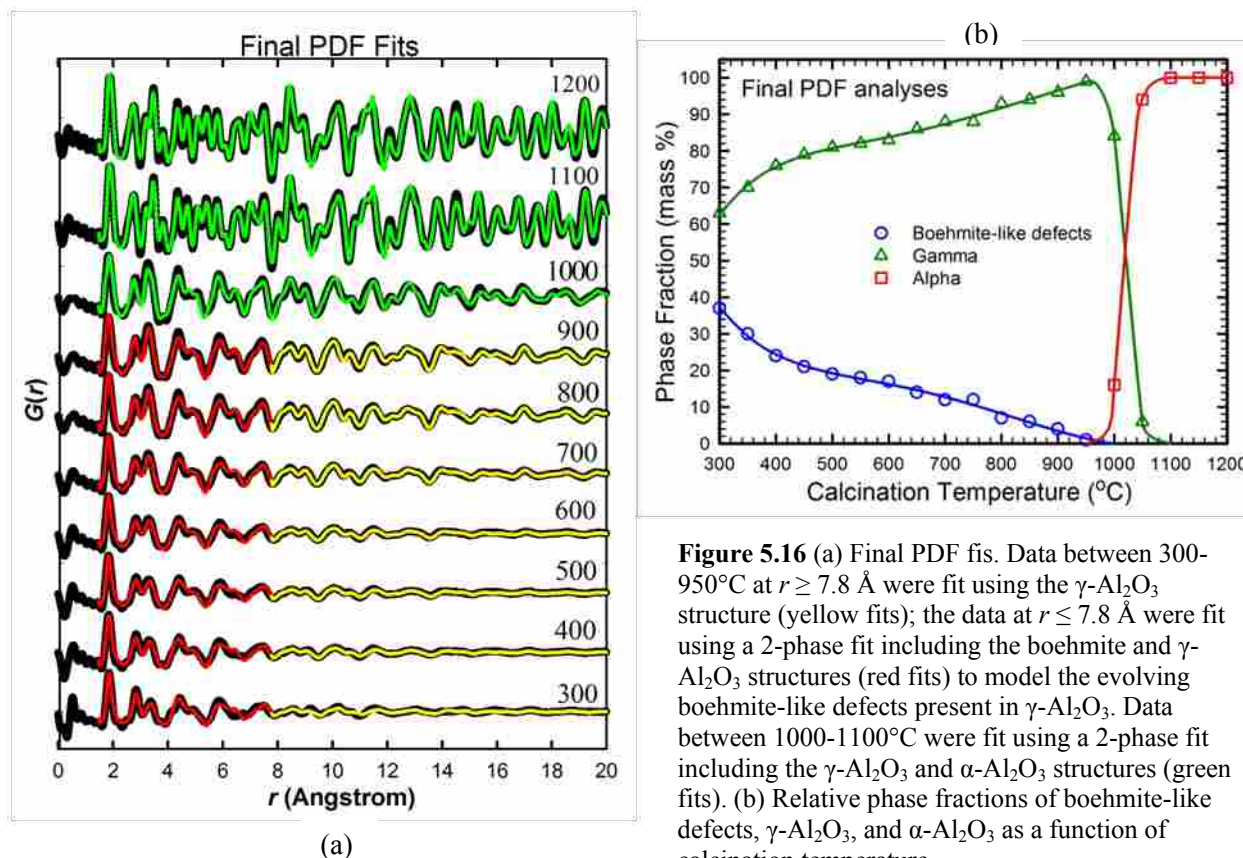 Final PDF Fits
1200
1100
1000
900
800
700
600
500
400
300
G(r)
0 2 4 6 8 10 12 14 16 18 20
r (Angstrom)
(a)
(b)
Final PDF analyses
Boehmite-like defects
Gamma
Alpha
Phase Fraction (mass %)
100
90
80
70
60
50
40
30
20
10
0
300 400 500 600 700 800 900 1000 1100 1200
Calcination Temperature (°C)
Figure 5.16 (a) Final PDF fis. Data between 300-
950°C at r ≥ 7.8 Å were fit using the γ-Al₂O₃
structure (yellow fits); the data at r ≤ 7.8 Å were fit
using a 2-phase fit including the boehmite and γ-
Al₂O₃ structures (red fits) to model the evolving
boehmite-like defects present in γ-Al₂O₃. Data
between 1000-1100°C were fit using a 2-phase fit
including the γ-Al₂O₃ and α-Al₂O₃ structures (green
fits). (b) Relative phase fractions of boehmite-like
defects, γ-Al₂O₃, and α-Al₂O₃ as a function of